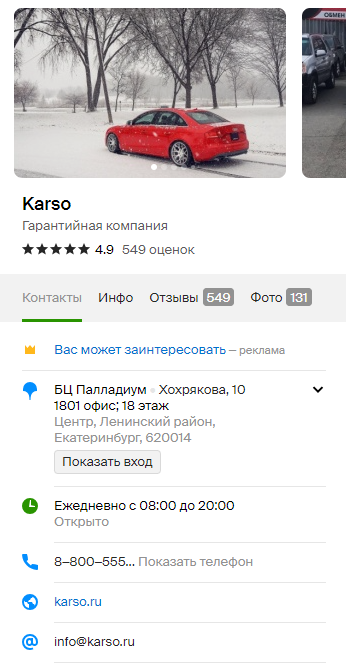 ОБМЕН
Karso
Гарантийная компания
4.9 549 оценок
Контакты Инфо Отзывы 549 Фото 131
Вас может заинтересовать – реклама
БЦ Палладиум • Хохрякова, 10
1801 офис; 18 этаж
Центр, Ленинский район,
Екатеринбург, 620014
Показать вход
Ежедневно с 08:00 до 20:00
Открыто
8–800–555... Показать телефон
karso.ru
info@karso.ru